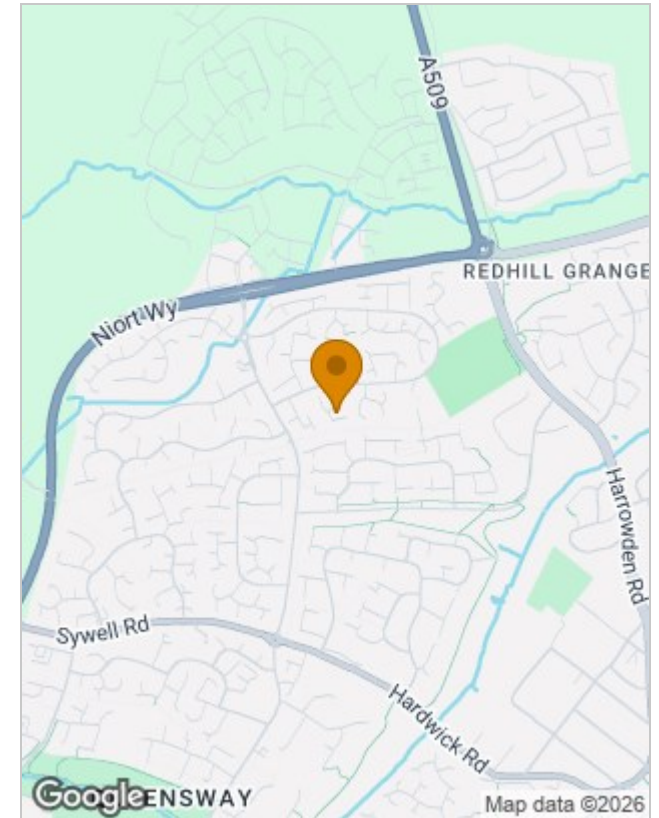 A509
REDHILL GRANGE
Niort Wy
Harrowden Rd
Sywell Rd
Hardwick Rd
ENSWAY
Google
Map data ©2026